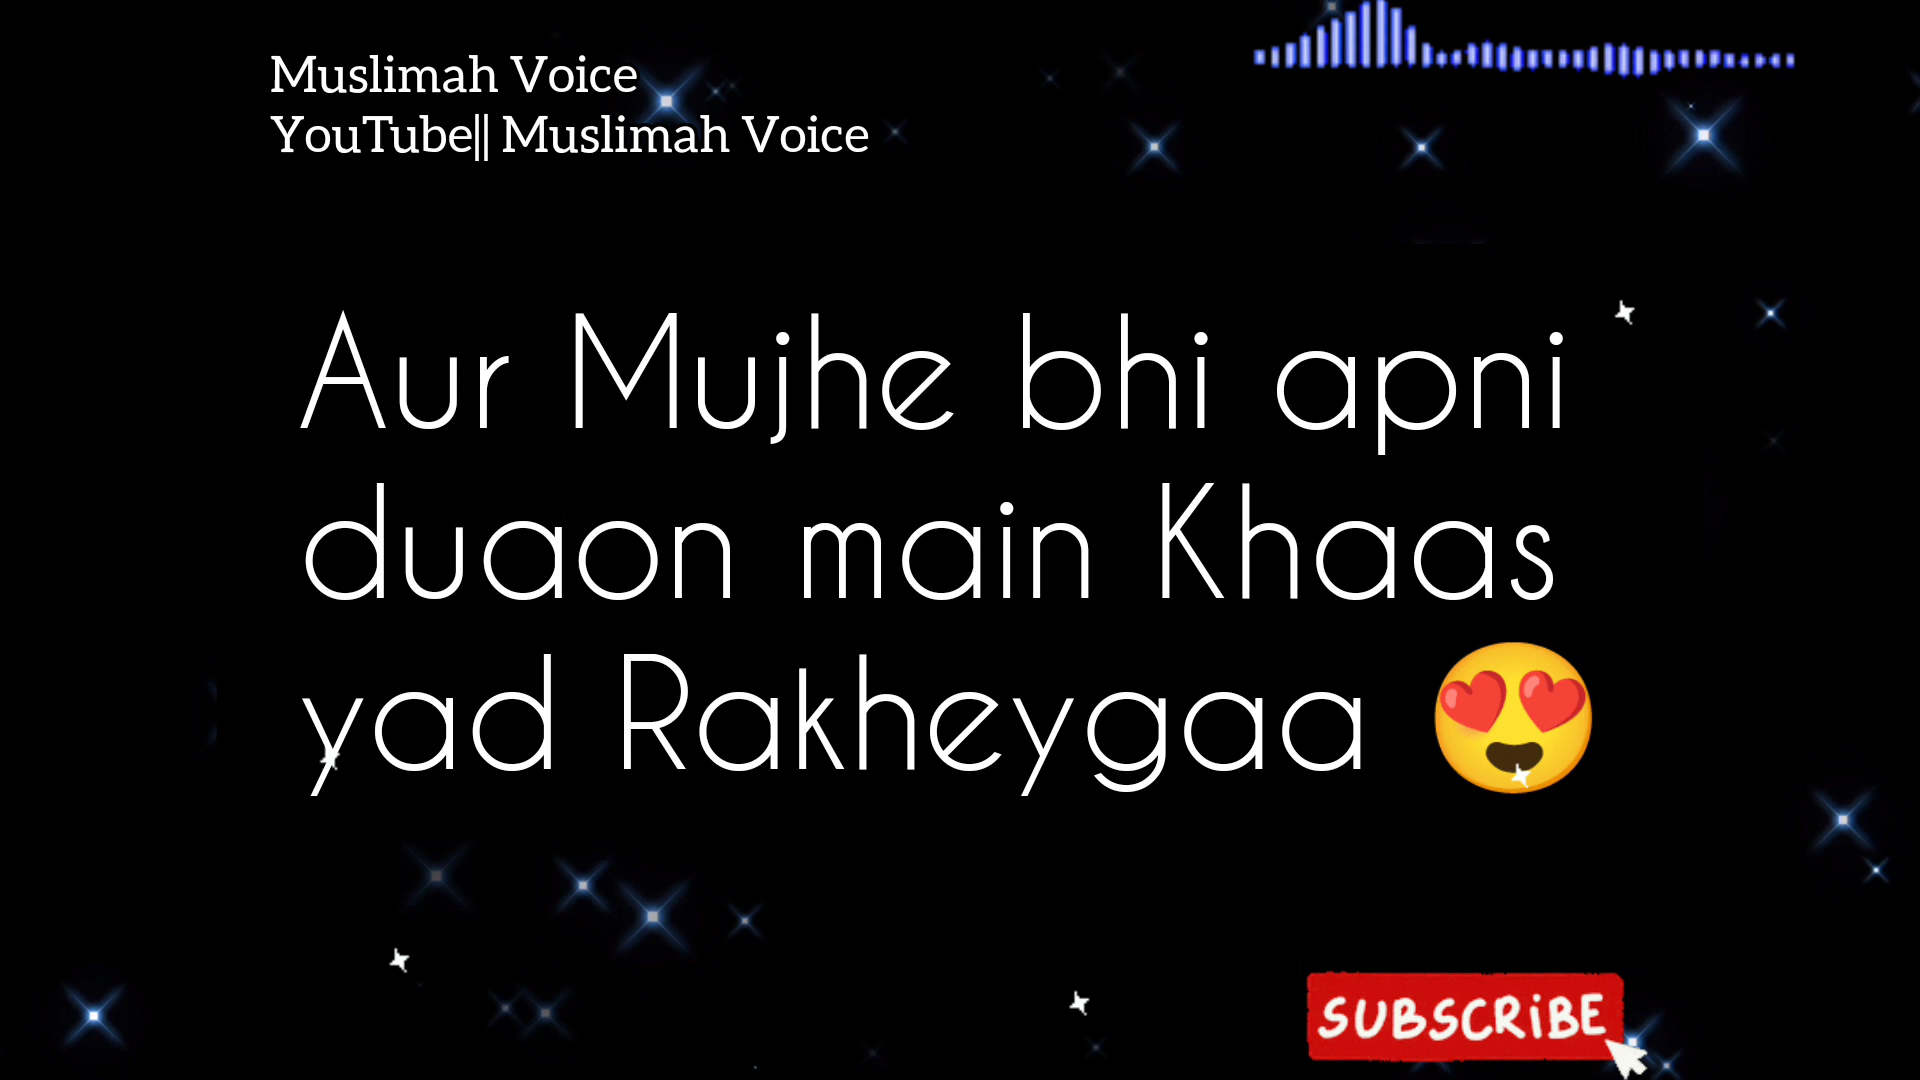 Muslimah Voice
YouTube|| Muslimah Voice
Aur Mujhe bhi apni
duaon main Khaas
yad Rakheygaa 😍
SUBSCRiBE